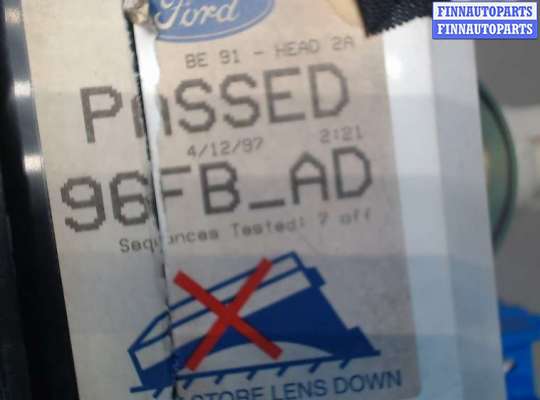 FINNAUTOPARTS
FINNAUTOPARTS
Ford
BE 91 - HEAD 2A
PASSED
4/12/97 2:21
96FB_AD
Sequences Tested: 7 off
STORE LENS DOWN